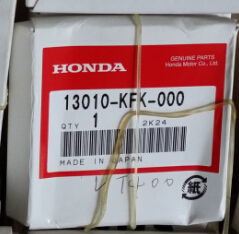 HONDA
GENUINE PARTS
Honda Motor Co., Ltd.
13010-KFK-000
QTY 1 2K24
MADE IN JAPAN
紙